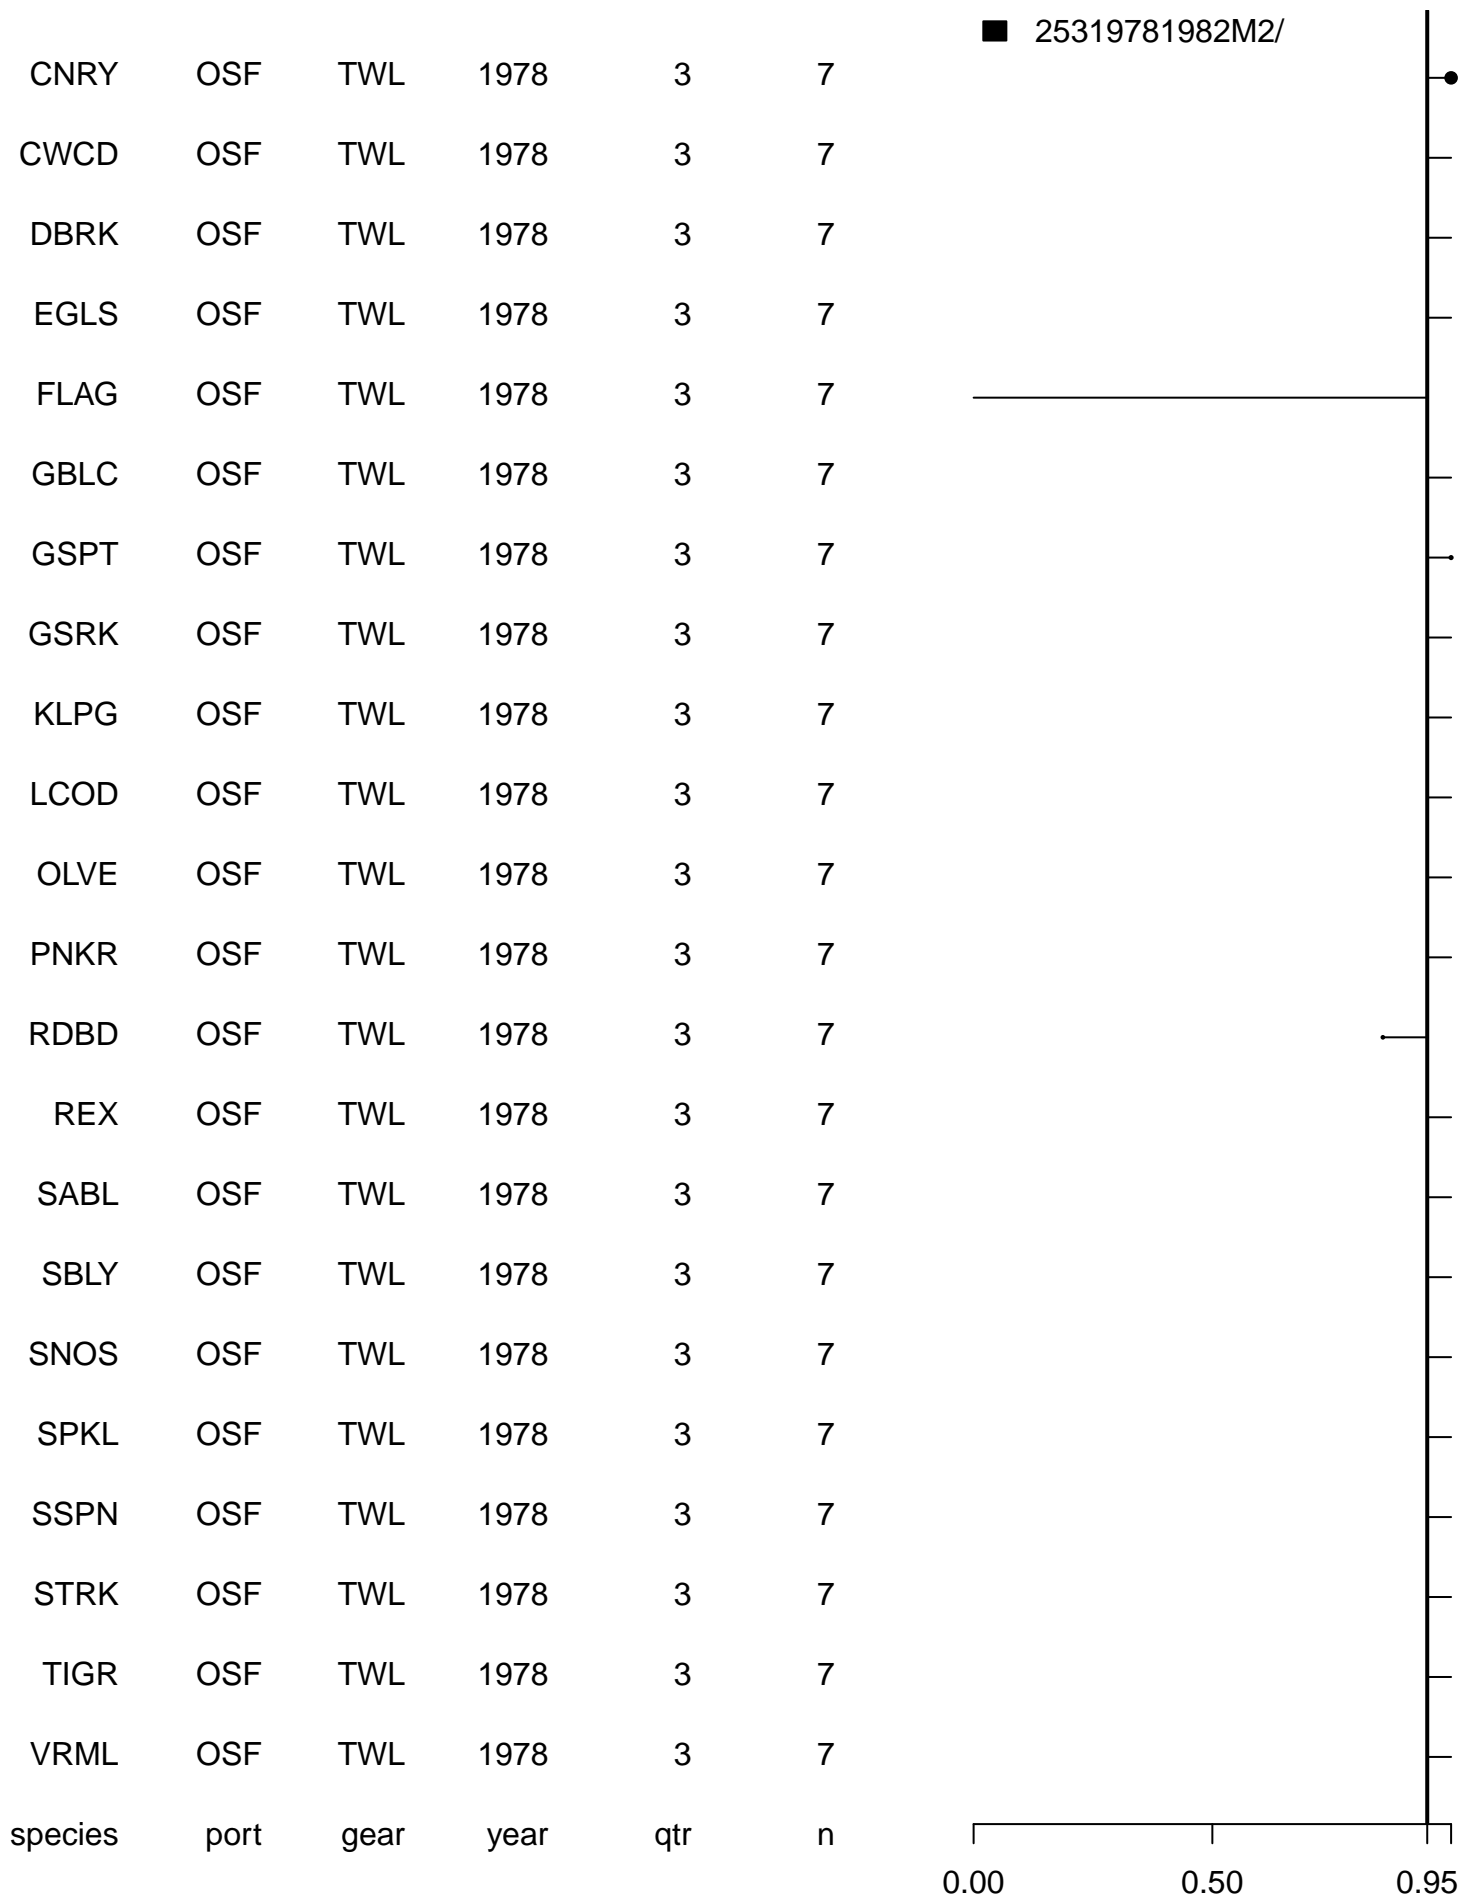 25319781982M2/
CNRY OSF TWL 1978 3 7
CWCD OSF TWL 1978 3 7
DBRK OSF TWL 1978 3 7
EGLS OSF TWL 1978 3 7
FLAG OSF TWL 1978 3 7
GBLC OSF TWL 1978 3 7
GSPT OSF TWL 1978 3 7
GSRK OSF TWL 1978 3 7
KLPG OSF TWL 1978 3 7
LCOD OSF TWL 1978 3 7
OLVE OSF TWL 1978 3 7
PNKR OSF TWL 1978 3 7
RDBD OSF TWL 1978 3 7
REX OSF TWL 1978 3 7
SABL OSF TWL 1978 3 7
SBLY OSF TWL 1978 3 7
SNOS OSF TWL 1978 3 7
SPKL OSF TWL 1978 3 7
SSPN OSF TWL 1978 3 7
STRK OSF TWL 1978 3 7
TIGR OSF TWL 1978 3 7
VRML OSF TWL 1978 3 7
species port gear year qtr n
0.00 0.50 0.95